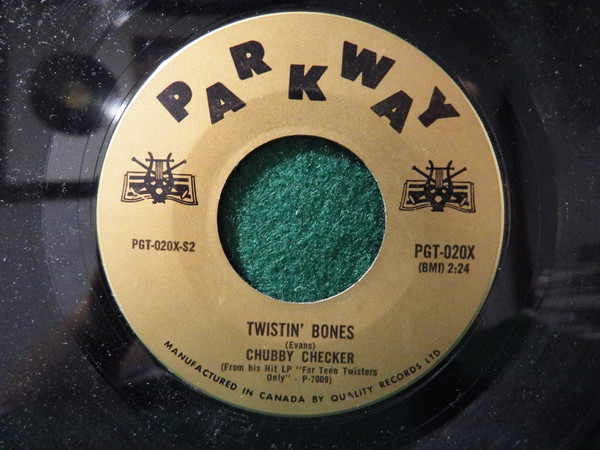 PARKWAY
PGT-020X-S2
PGT-020X
(BMI) 2:24
TWISTIN' BONES
(Evans)
CHUBBY CHECKER
(From his Hit LP "For Teen Twisters
Only" - P-7009)
MANUFACTURED IN CANADA BY QUALITY RECORDS LTD